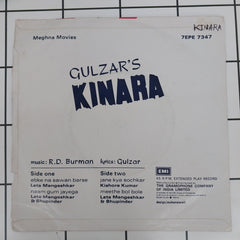 KINARA
Meghna Movies
7EPE 7347
GULZAR'S
KINARA
music: R.D. Burman lyrics: Gulzar
Side one
ebke na sawan barse
Lata Mangeshkar
naam gum jayega
Lata Mangeshkar
& Bhupinder
Side two
jane kya sochkar
Kishore Kumar
meethe bol bole
Lata Mangeshkar
& Bhupinder
EMI
45 R.P.M. EXTENDED PLAY RECORD
THE GRAMOPHONE COMPANY
OF INDIA LIMITED